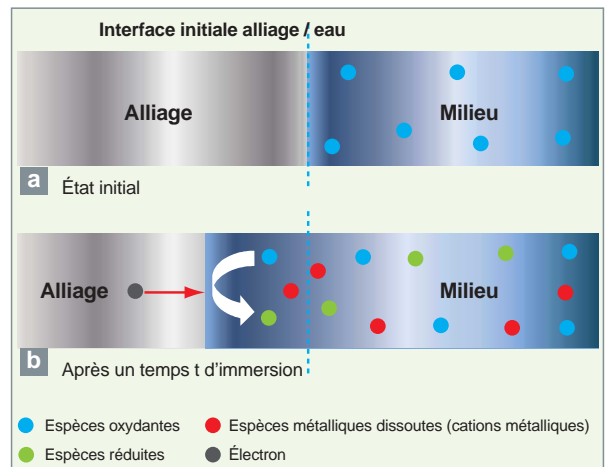 Interface initiale alliage / eau
Alliage
Milieu
a État initial
Alliage
Milieu
b Après un temps t d'immersion
Espèces oxydantes
Espèces métalliques dissoutes (cations métalliques)
Espèces réduites
Électron